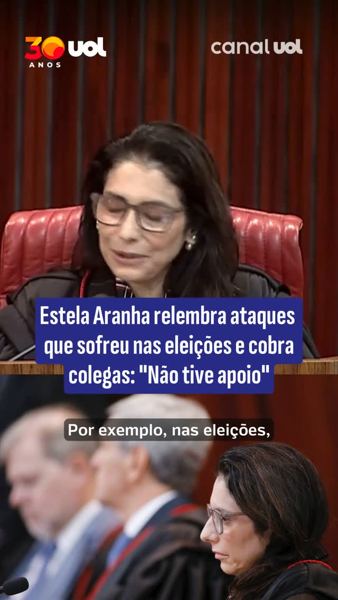 30 uol
ANOS
canal uol
Estela Aranha relembra ataques
que sofreu nas eleições e cobra
colegas: "Não tive apoio"
Por exemplo, nas eleições,